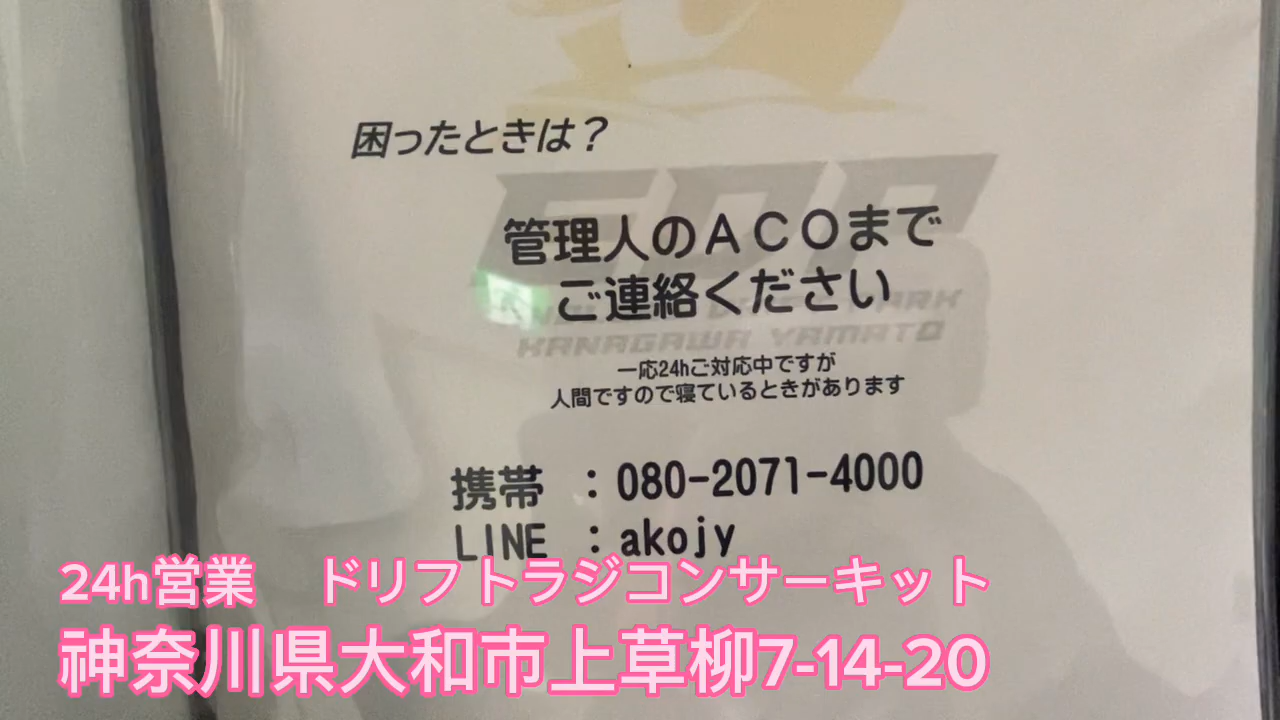 困ったときは？
管理人のＡＣＯまで
ご連絡ください
KANAGAWA YAMATO
一応24hご対応中ですが
人間ですので寝ているときがあります
携帯 ：080-2071-4000
LINE ：akojy
24h営業　ドリフトラジコンサーキット
神奈川県大和市上草柳7-14-20